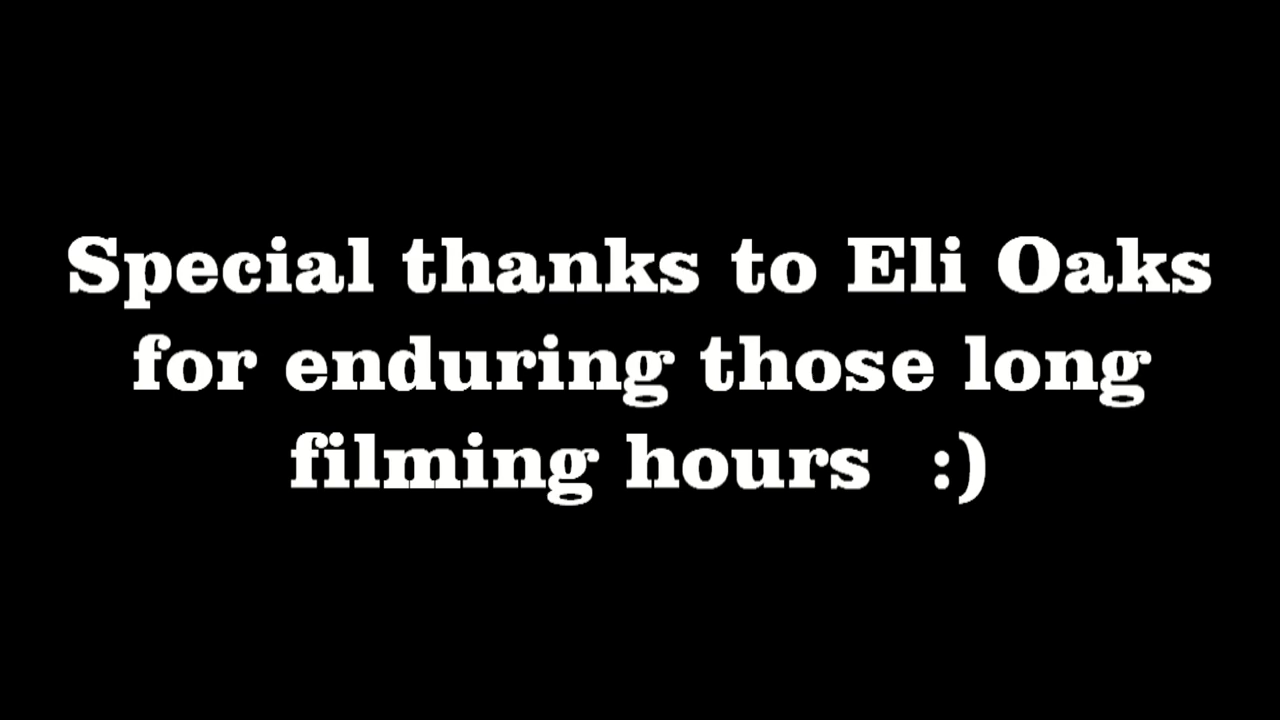 Special thanks to Eli Oaks
for enduring those long
filming hours  :)